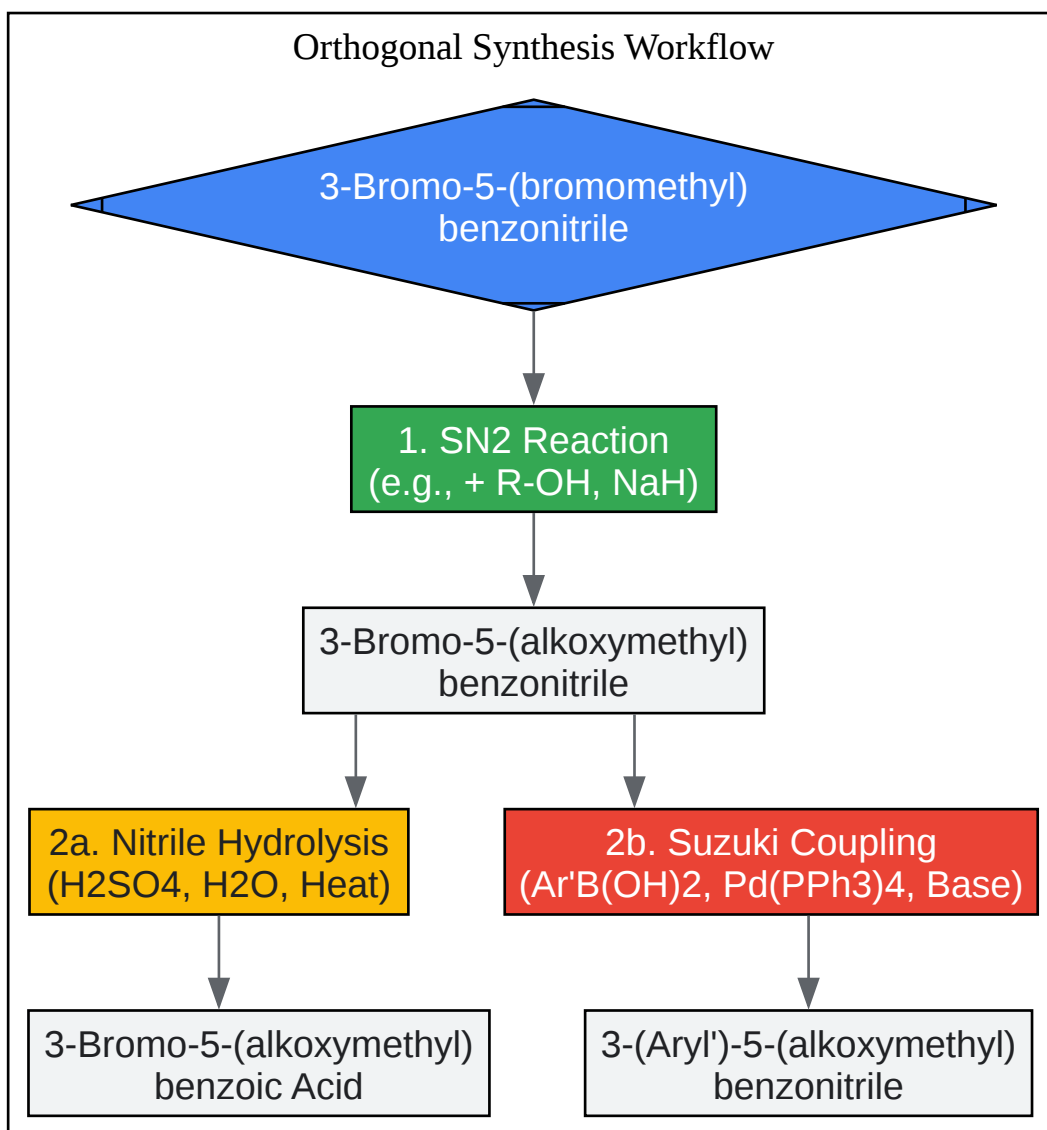 Orthogonal Synthesis Workflow
3-Bromo-5-(bromomethyl)
benzonitrile
1. SN2 Reaction
(e.g., + R-OH, NaH)
3-Bromo-5-(alkoxymethyl)
benzonitrile
2a. Nitrile Hydrolysis
(H2SO4, H2O, Heat)
2b. Suzuki Coupling
(Ar'B(OH)2, Pd(PPh3)4, Base)
3-Bromo-5-(alkoxymethyl)
benzoic Acid
3-(Aryl')-5-(alkoxymethyl)
benzonitrile